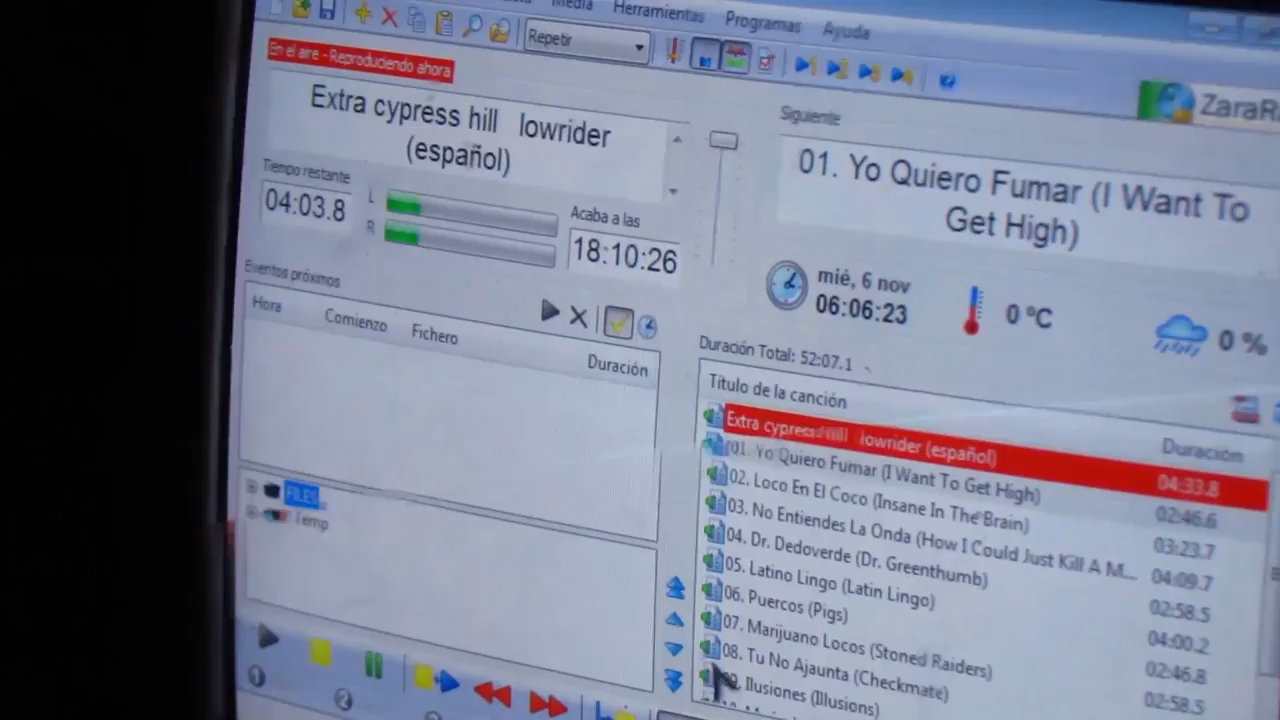 Media Herramientas Programas Ayuda
Repetir
En el aire - Reproduciendo ahora
ZaraR
Extra cypress hill lowrider
(español)
Siguiente
01. Yo Quiero Fumar (I Want To
Get High)
Tiempo restante
04:03.8
L
R
Acaba a las
18:10:26
mié, 6 nov
06:06:23
0 ºC
0 %
Eventos próximos
Hora Comienzo Fichero Duración
Duración Total: 52:07.1
Título de la canción Duración
Extra cypress hill lowrider (español) 04:33.8
01. Yo Quiero Fumar (I Want To Get High) 02:46.6
02. Loco En El Coco (Insane In The Brain) 03:23.7
03. No Entiendes La Onda (How I Could Just Kill A M... 04:09.7
04. Dr. Dedoverde (Dr. Greenthumb) 02:58.5
05. Latino Lingo (Latin Lingo) 04:00.2
06. Puercos (Pigs) 02:46.8
07. Marijuano Locos (Stoned Raiders) 02:58.5
08. Tu No Ajaunta (Checkmate)
Ilusiones (Illusions)
FILES
Temp
1
2